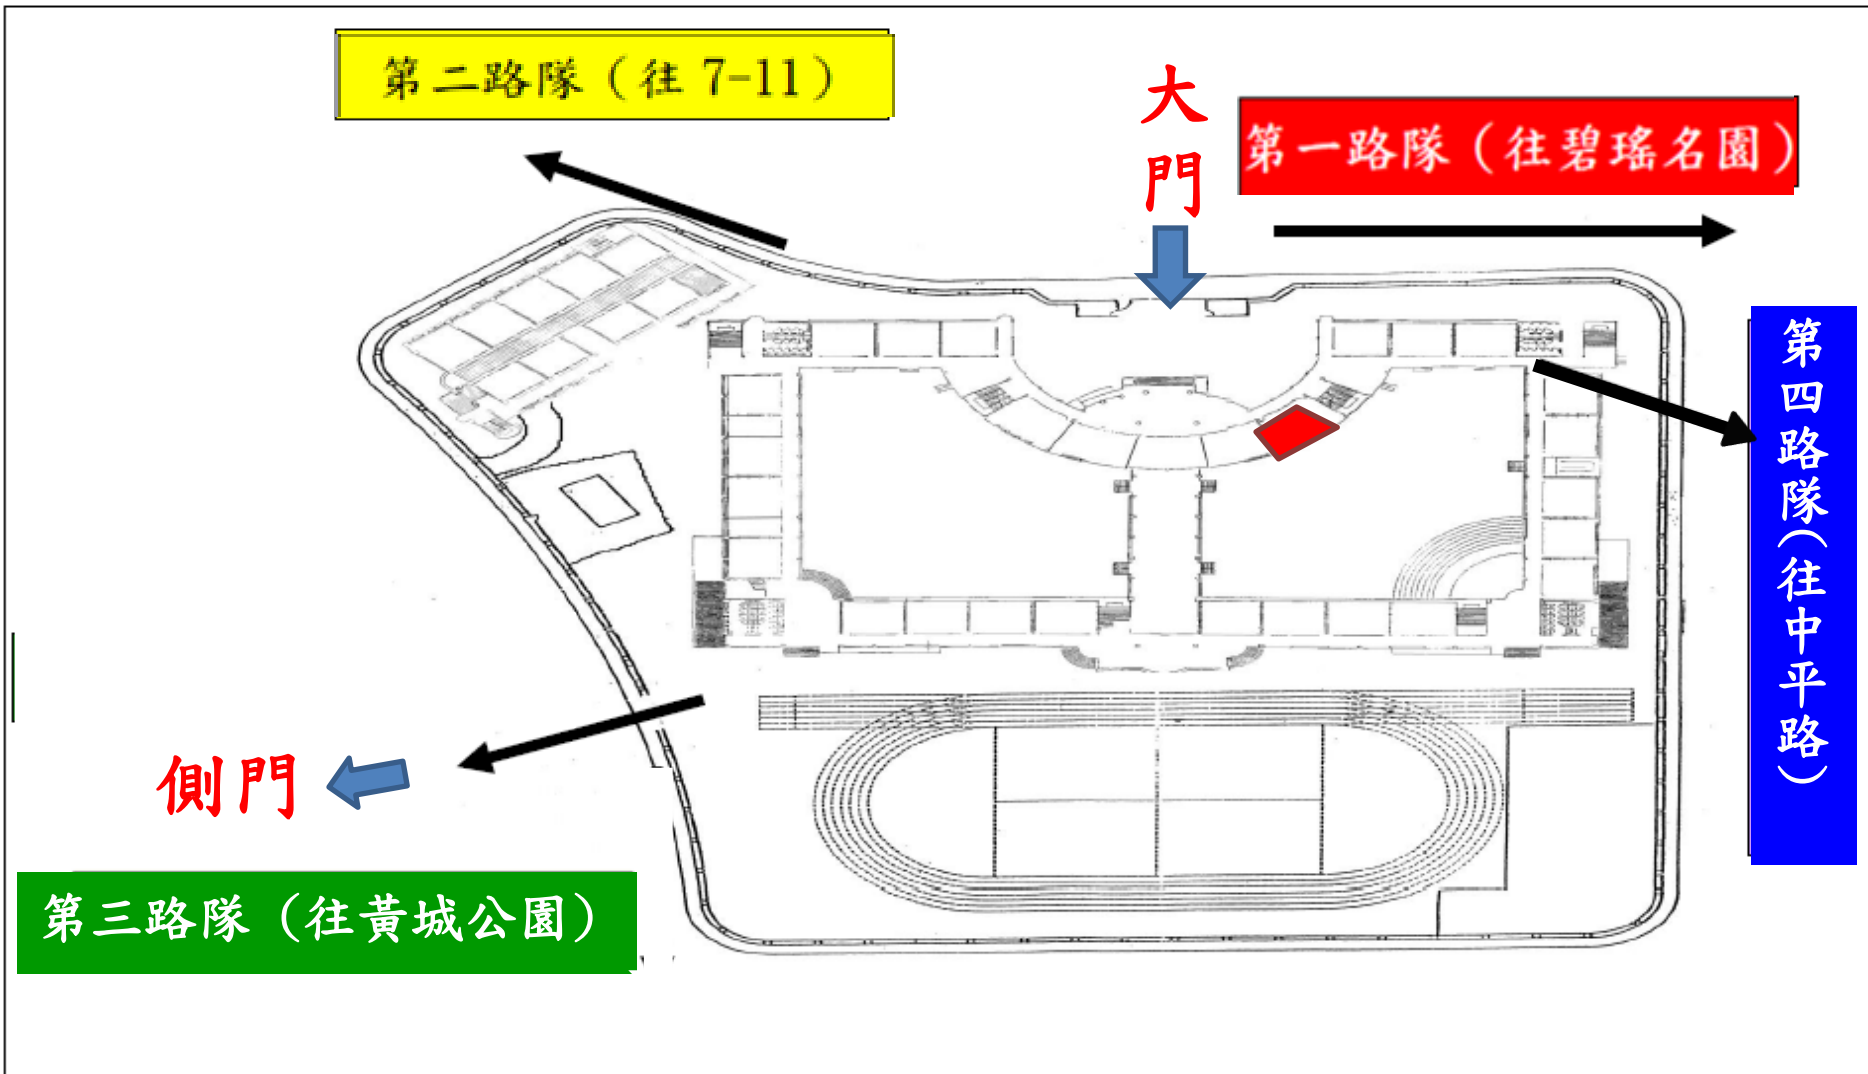 第二路隊（往 7-11）
大門
第一路隊（往碧瑤名園）
第四路隊（往中平路）
側門
第三路隊（往黃城公園）